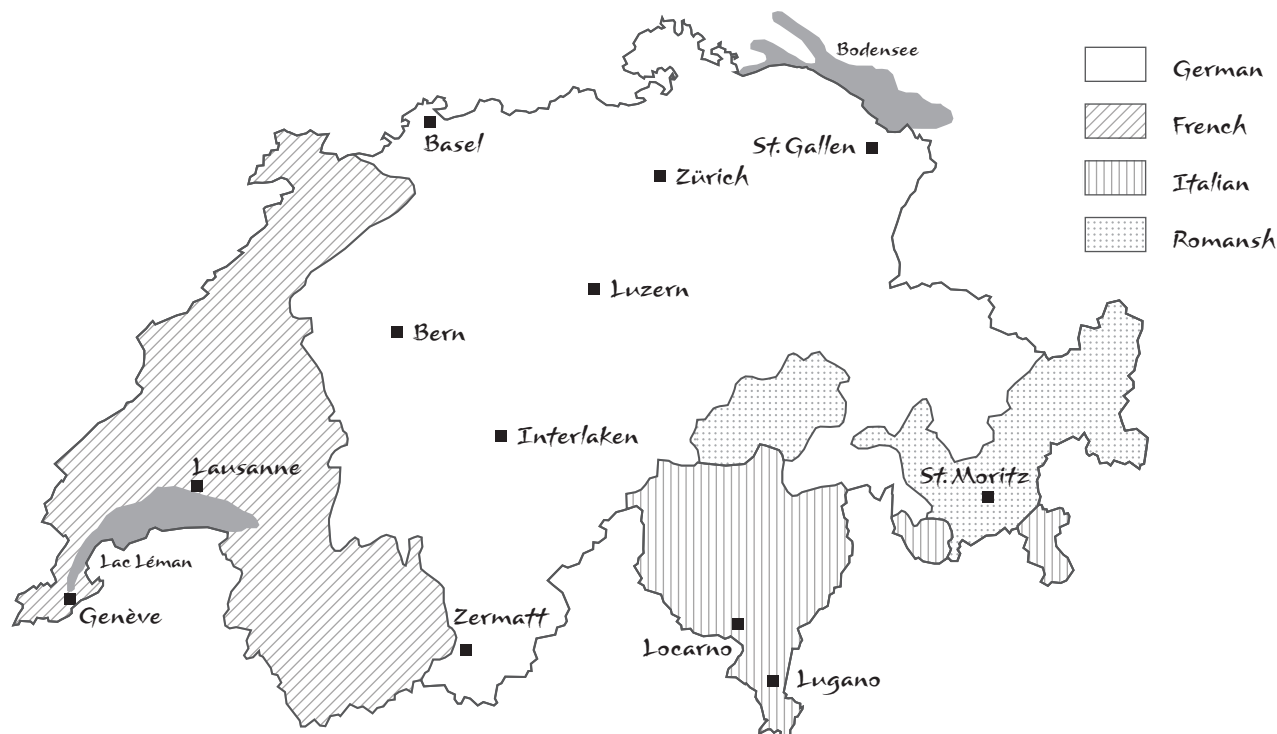 Bodensee
German
French
Italian
Romansh
Basel
St. Gallen
Zürich
Luzern
Bern
Interlaken
Lausanne
St. Moritz
Lac Léman
Genève
Zermatt
Locarno
Lugano